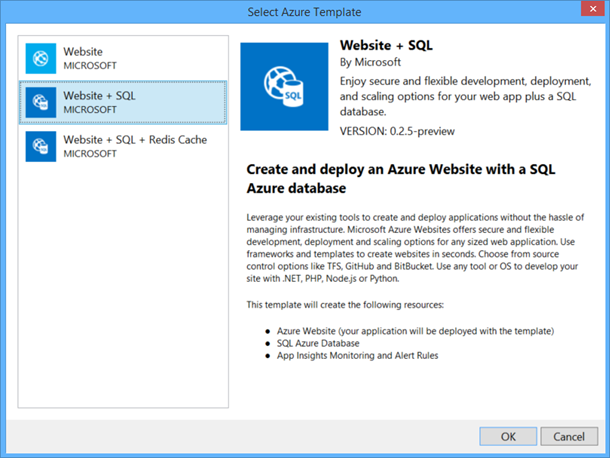 Select Azure Template
Website
MICROSOFT
Website + SQL
MICROSOFT
Website + SQL + Redis Cache
MICROSOFT
SQL
Website + SQL
By Microsoft
Enjoy secure and flexible development, deployment,
and scaling options for your web app plus a SQL
database.
VERSION: 0.2.5-preview
Create and deploy an Azure Website with a SQL
Azure database
Leverage your existing tools to create and deploy applications without the hassle of
managing infrastructure. Microsoft Azure Websites offers secure and flexible
development, deployment and scaling options for any sized web application. Use
frameworks and templates to create websites in seconds. Choose from source
control options like TFS, GitHub and BitBucket. Use any tool or OS to develop your
site with .NET, PHP, Node.js or Python.
This template will create the following resources:
● Azure Website (your application will be deployed with the template)
● SQL Azure Database
● App Insights Monitoring and Alert Rules
OK
Cancel